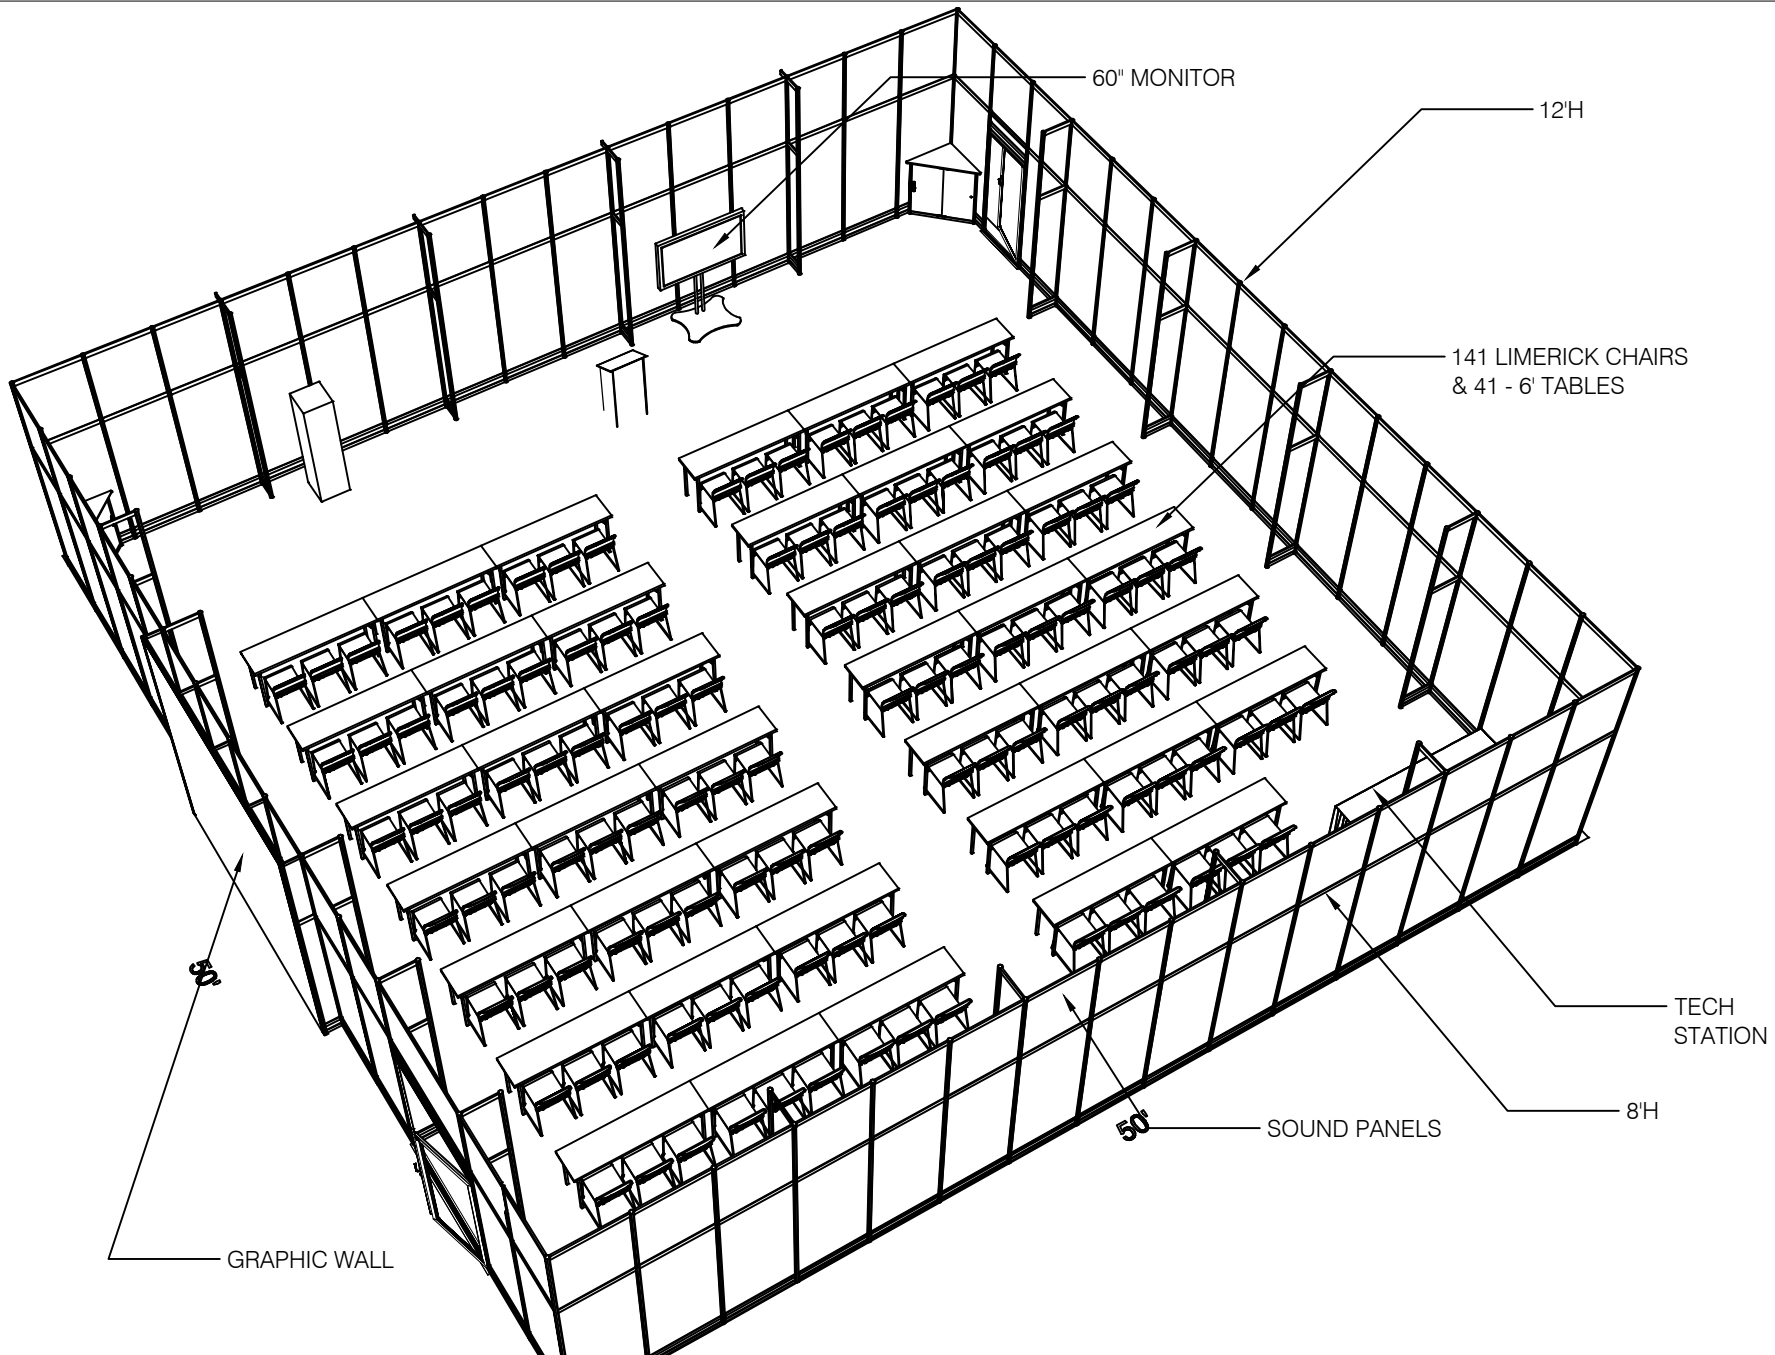 60" MONITOR
12'H
141 LIMERICK CHAIRS
& 41 - 6' TABLES
50'
TECH
STATION
8'H
50'
SOUND PANELS
GRAPHIC WALL